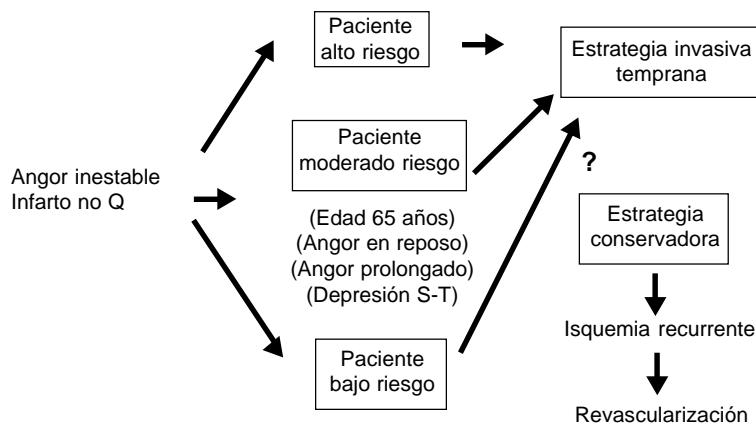 Paciente
alto riesgo
Estrategia invasiva
temprana
Paciente
moderado riesgo
?
Angor inestable
Infarto no Q
(Edad 65 años)
(Angor en reposo)
(Angor prolongado)
(Depresión S-T)
Estrategia
conservadora
Isquemia recurrente
Paciente
bajo riesgo
Revascularización